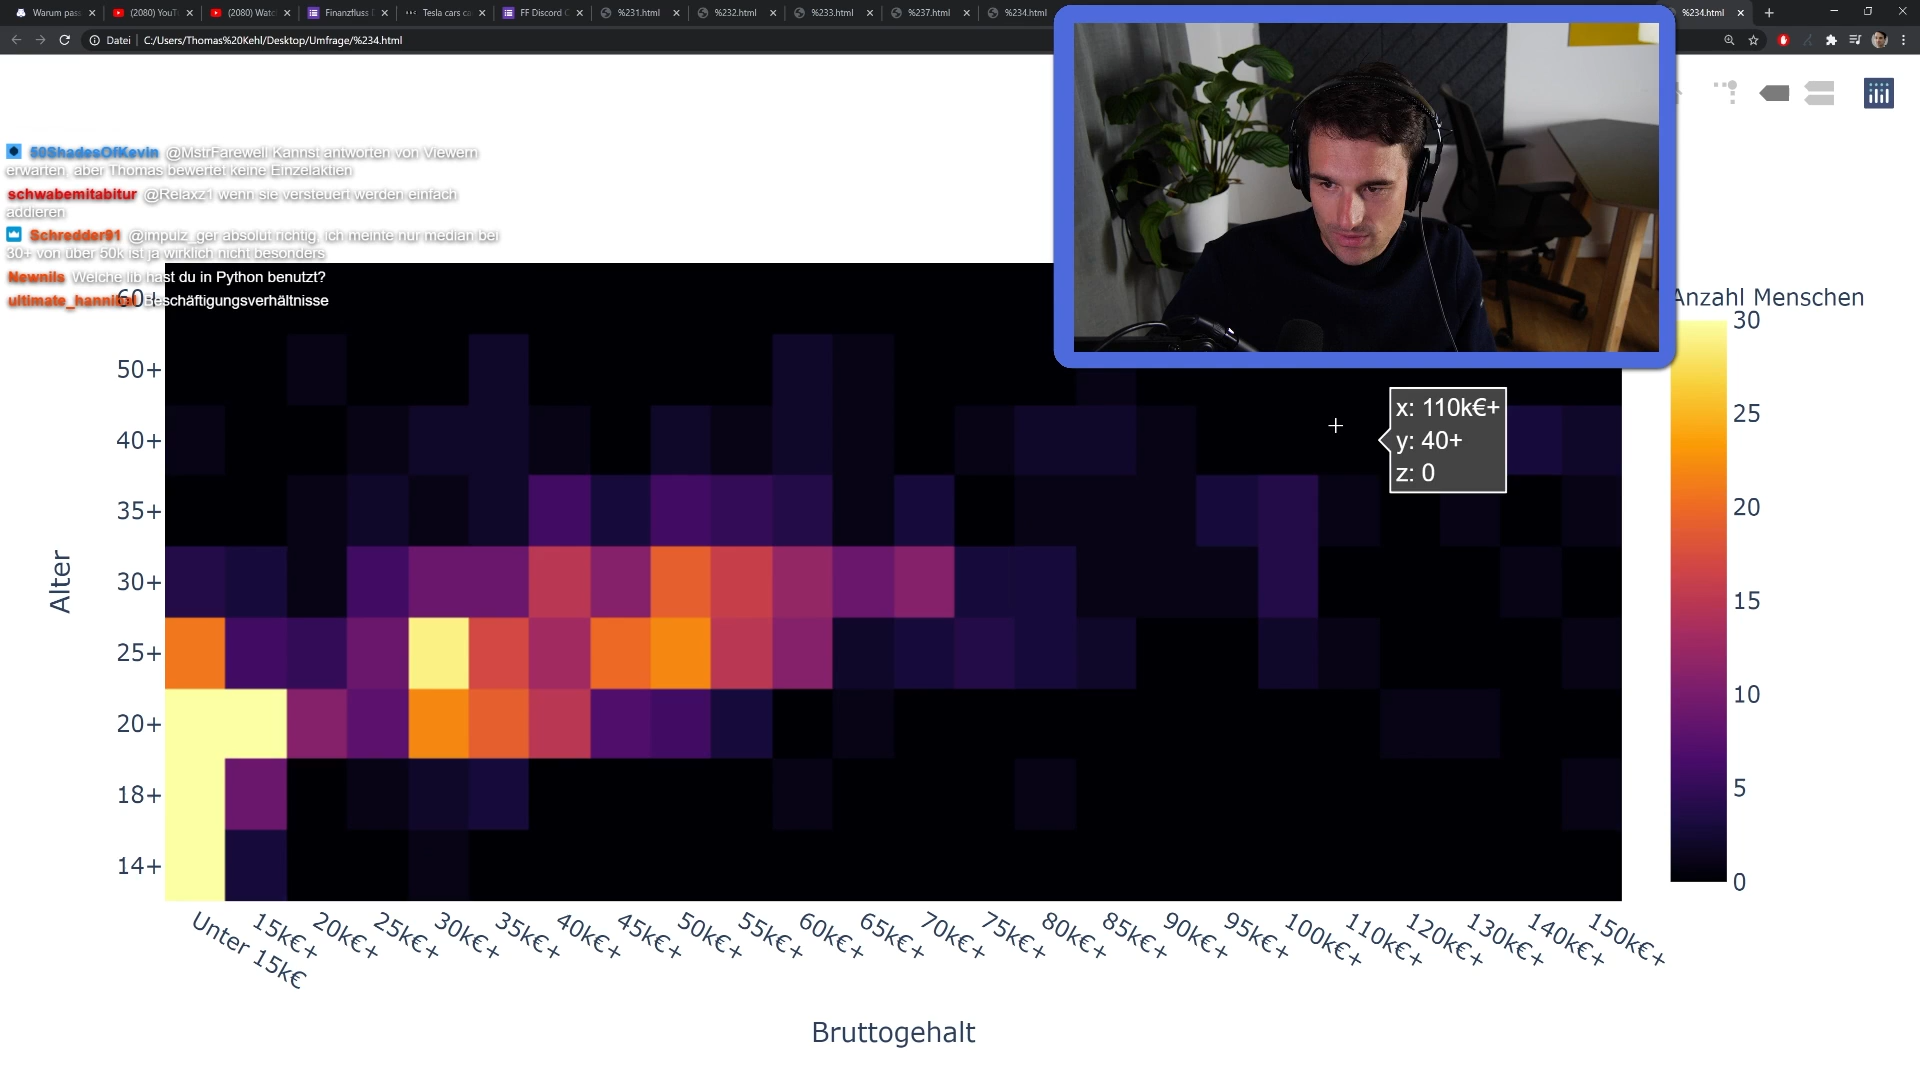 Warum pass
(2080) YouT
(2080) Watc
Finanzfluss D
Tesla cars ca
FF Discord C
%231.html
%232.html
%233.html
%237.html
%234.html
%234.html
Datei
C:/Users/Thomas%20Kehl/Desktop/Umfrage/%234.html
50ShadesOfKevin @MstrFarewell Kannst antworten von Viewern
erwarten, aber Thomas bewertet keine Einzelaktien
schwabemitabitur @Relaxz1 wenn sie versteuert werden einfach
addieren
Schredder91 @impulz_ger absolut richtig. ich meinte nur median bei
30+ von über 50k ist ja wirklich nicht besonders
Newnils Welche lib hast du in Python benutzt?
ultimate_hannibal Beschäftigungsverhältnisse
60+
50+
40+
35+
30+
25+
20+
18+
14+
Alter
x: 110k€+
y: 40+
z: 0
Anzahl Menschen
30
25
20
15
10
5
0
Unter 15k€
15k€+
20k€+
25k€+
30k€+
35k€+
40k€+
45k€+
50k€+
55k€+
60k€+
65k€+
70k€+
75k€+
80k€+
85k€+
90k€+
95k€+
100k€+
110k€+
120k€+
130k€+
140k€+
150k€+
Bruttogehalt